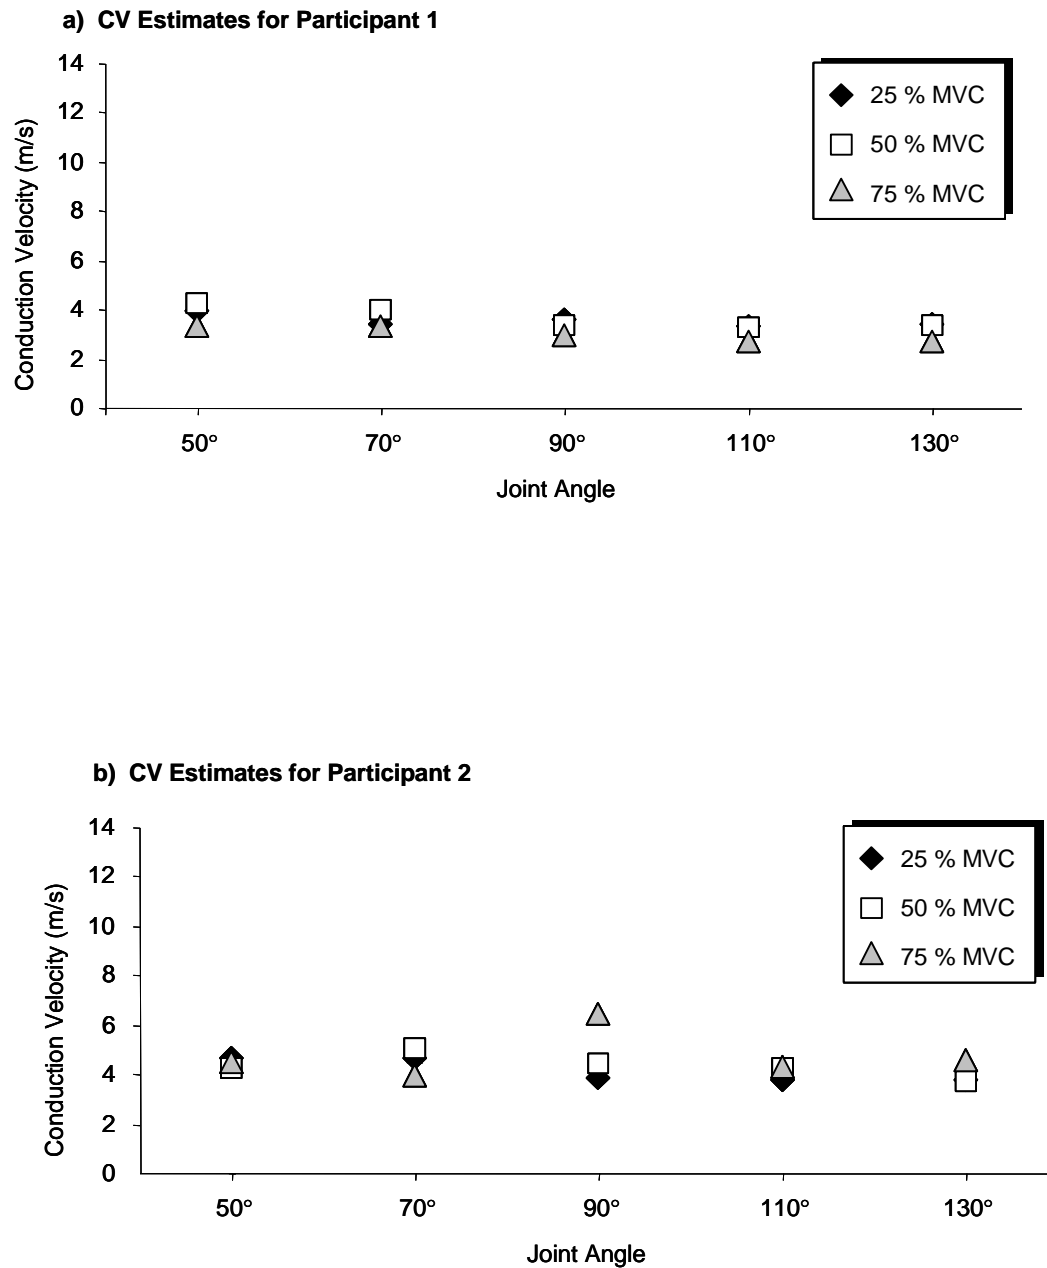 a) CV Estimates for Participant 1
14
12
10
8
6
4
2
0
Conduction Velocity (m/s)
50°
70°
90°
110°
130°
Joint Angle
25 % MVC
50 % MVC
75 % MVC
b) CV Estimates for Participant 2
14
12
10
8
6
4
2
0
Conduction Velocity (m/s)
50°
70°
90°
110°
130°
Joint Angle
25 % MVC
50 % MVC
75 % MVC